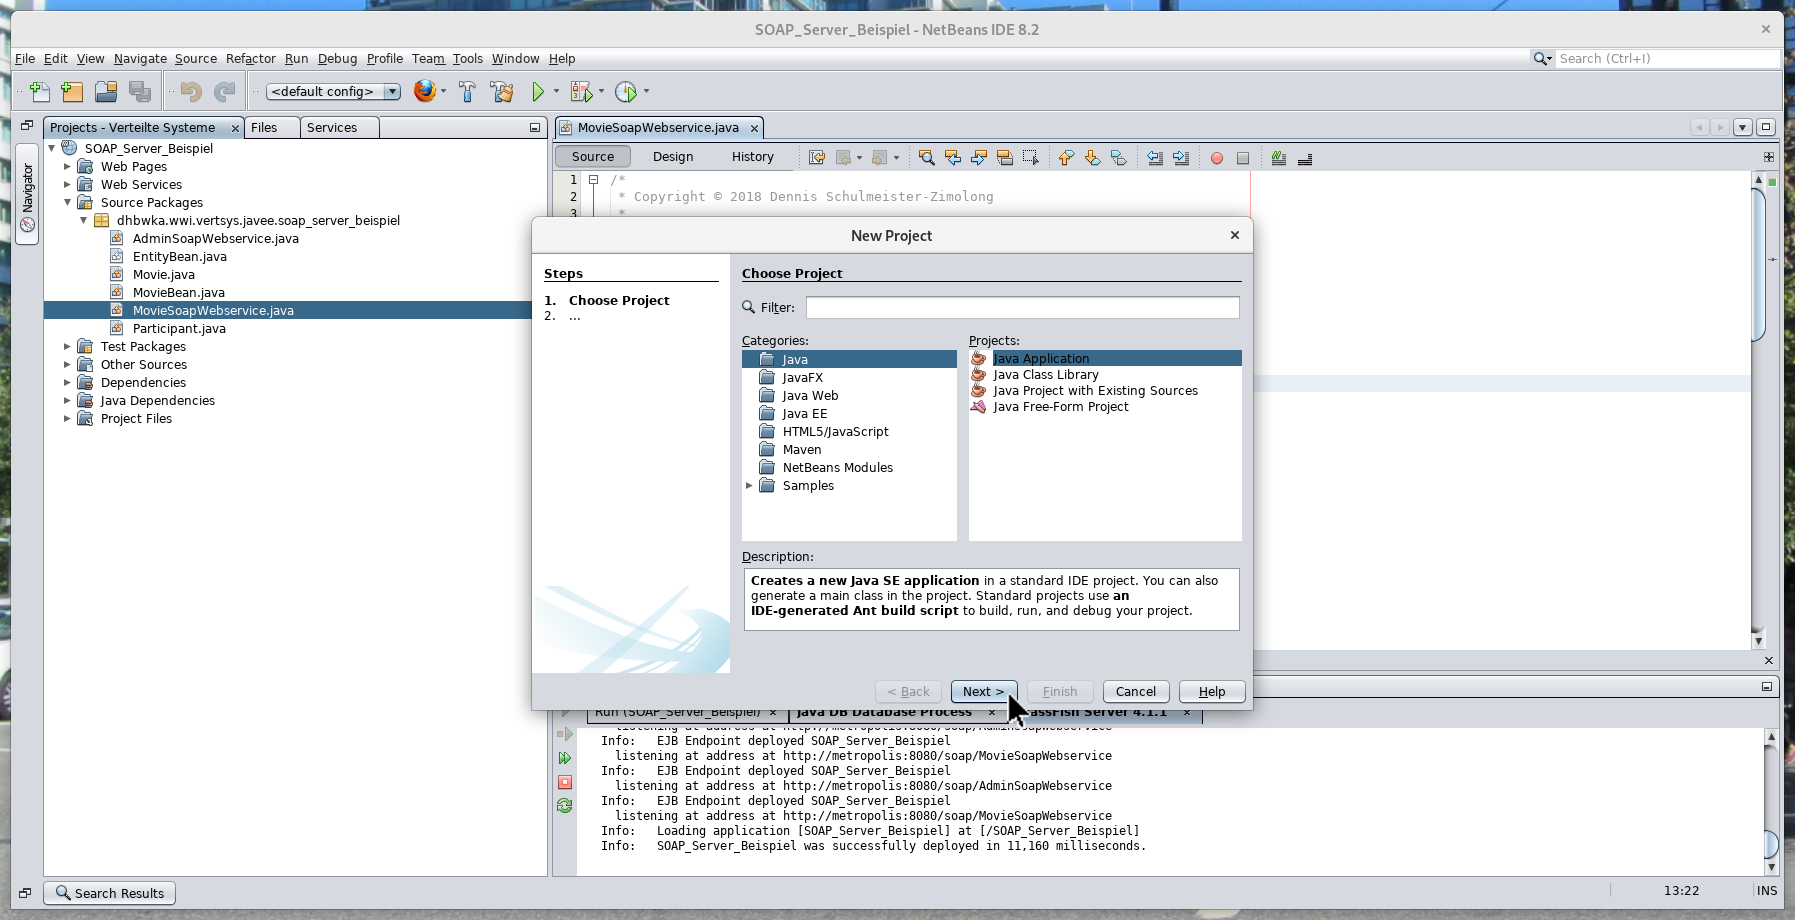 SOAP_Server_Beispiel - NetBeans IDE 8.2
File Edit View Navigate Source Refactor Run Debug Profile Team Tools Window Help
Search (Ctrl+I)
<default config>
Projects - Verteilte Systeme
Files
Services
MovieSoapWebservice.java
Navigator
SOAP_Server_Beispiel
Web Pages
Web Services
Source Packages
dhbwka.wwi.vertsys.javee.soap_server_beispiel
AdminSoapWebservice.java
EntityBean.java
Movie.java
MovieBean.java
MovieSoapWebservice.java
Participant.java
Test Packages
Other Sources
Dependencies
Java Dependencies
Project Files
Source Design History
1 /*
2 * Copyright © 2018 Dennis Schulmeister-Zimolong
3 *
New Project
Steps
1. Choose Project
2. ...
Choose Project
Filter:
Categories:
Java
JavaFX
Java Web
Java EE
HTML5/JavaScript
Maven
NetBeans Modules
Samples
Projects:
Java Application
Java Class Library
Java Project with Existing Sources
Java Free-Form Project
Description:
Creates a new Java SE application in a standard IDE project. You can also
generate a main class in the project. Standard projects use an
IDE-generated Ant build script to build, run, and debug your project.
< Back
Next >
Finish
Cancel
Help
Run (SOAP_Server_Beispiel)
Java DB Database Process
Server 4.1.1
listening at address at http://metropolis:8080/soap/AdminSoapWebservice
Info: EJB Endpoint deployed SOAP_Server_Beispiel
listening at address at http://metropolis:8080/soap/MovieSoapWebservice
Info: EJB Endpoint deployed SOAP_Server_Beispiel
listening at address at http://metropolis:8080/soap/AdminSoapWebservice
Info: EJB Endpoint deployed SOAP_Server_Beispiel
listening at address at http://metropolis:8080/soap/MovieSoapWebservice
Info: Loading application [SOAP_Server_Beispiel] at [/SOAP_Server_Beispiel]
Info: SOAP_Server_Beispiel was successfully deployed in 11,160 milliseconds.
Search Results
13:22
INS